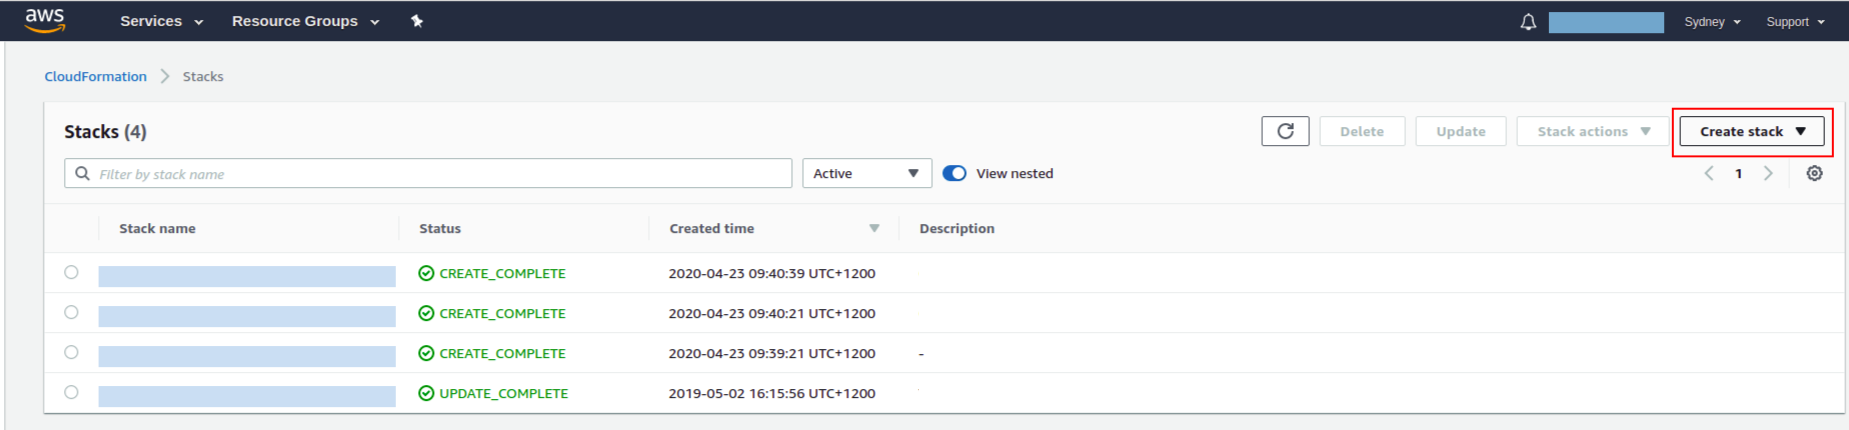 aws Services Resource Groups Sydney Support
CloudFormation Stacks
Stacks (4) Delete Update Stack actions Create stack
Filter by stack name Active View nested 1
Stack name Status Created time Description
CREATE_COMPLETE 2020-04-23 09:40:39 UTC+1200
CREATE_COMPLETE 2020-04-23 09:40:21 UTC+1200
CREATE_COMPLETE 2020-04-23 09:39:21 UTC+1200 -
UPDATE_COMPLETE 2019-05-02 16:15:56 UTC+1200